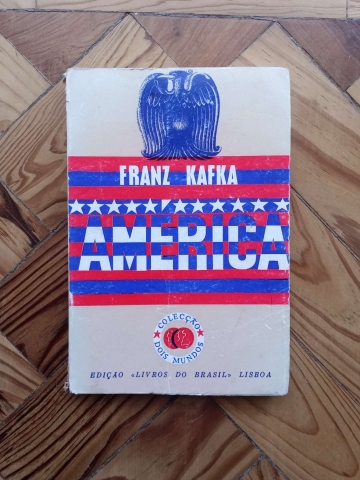 FRANZ KAFKA
AMÉRICA
COLECÇÃO
DOIS MUNDOS
EDIÇÃO «LIVROS DO BRASIL» LISBOA